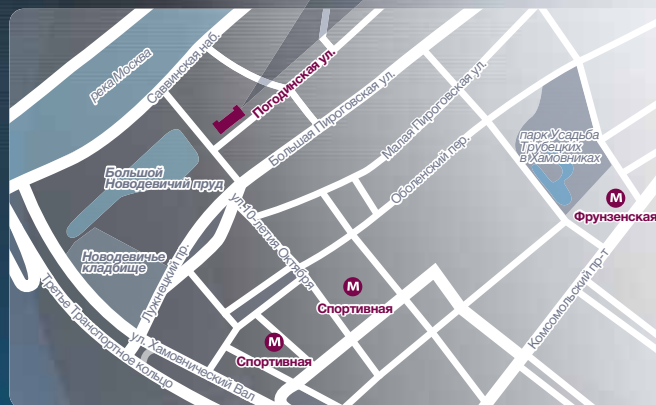 река Москва
Саввинская наб.
Погодинская ул.
Большая Пироговская ул.
Малая Пироговская ул.
Оболенский пер.
парк Усадьба
Трубецких
в Хамовниках
М
Фрунзенская
Большой
Новодевичий пруд
ул.10-летия Октября
Новодевичье
кладбище
Лужнецкий пр.
М
Спортивная
Комсомольский пр-т
Третье Транспортное кольцо
ул. Хамовнический Вал
М
Спортивная